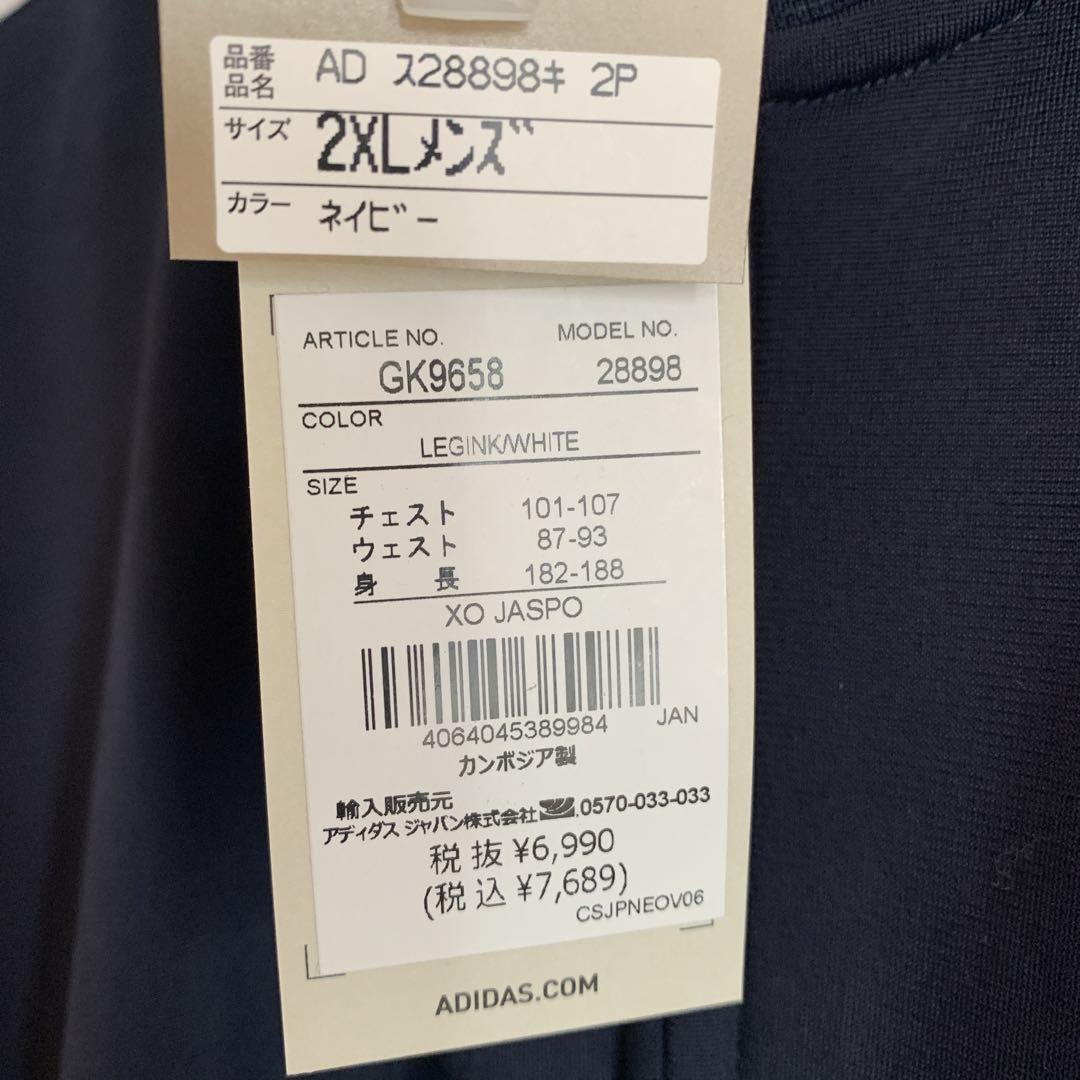 品番 AD ス28898キ 2P
品名
サイズ 2XLメンズ
カラー ネイビー
ARTICLE NO. MODEL NO.
GK9658 28898
COLOR
LEGINK/WHITE
SIZE
チェスト 101-107
ウェスト 87-93
身長 182-188
XO JASPO
4064045389984 JAN
カンボジア製
輸入販売元
アディダス ジャパン株式会社 0570-033-033
税抜 ¥6,990
(税込 ¥7,689)
CSJPNEOV06
ADIDAS.COM